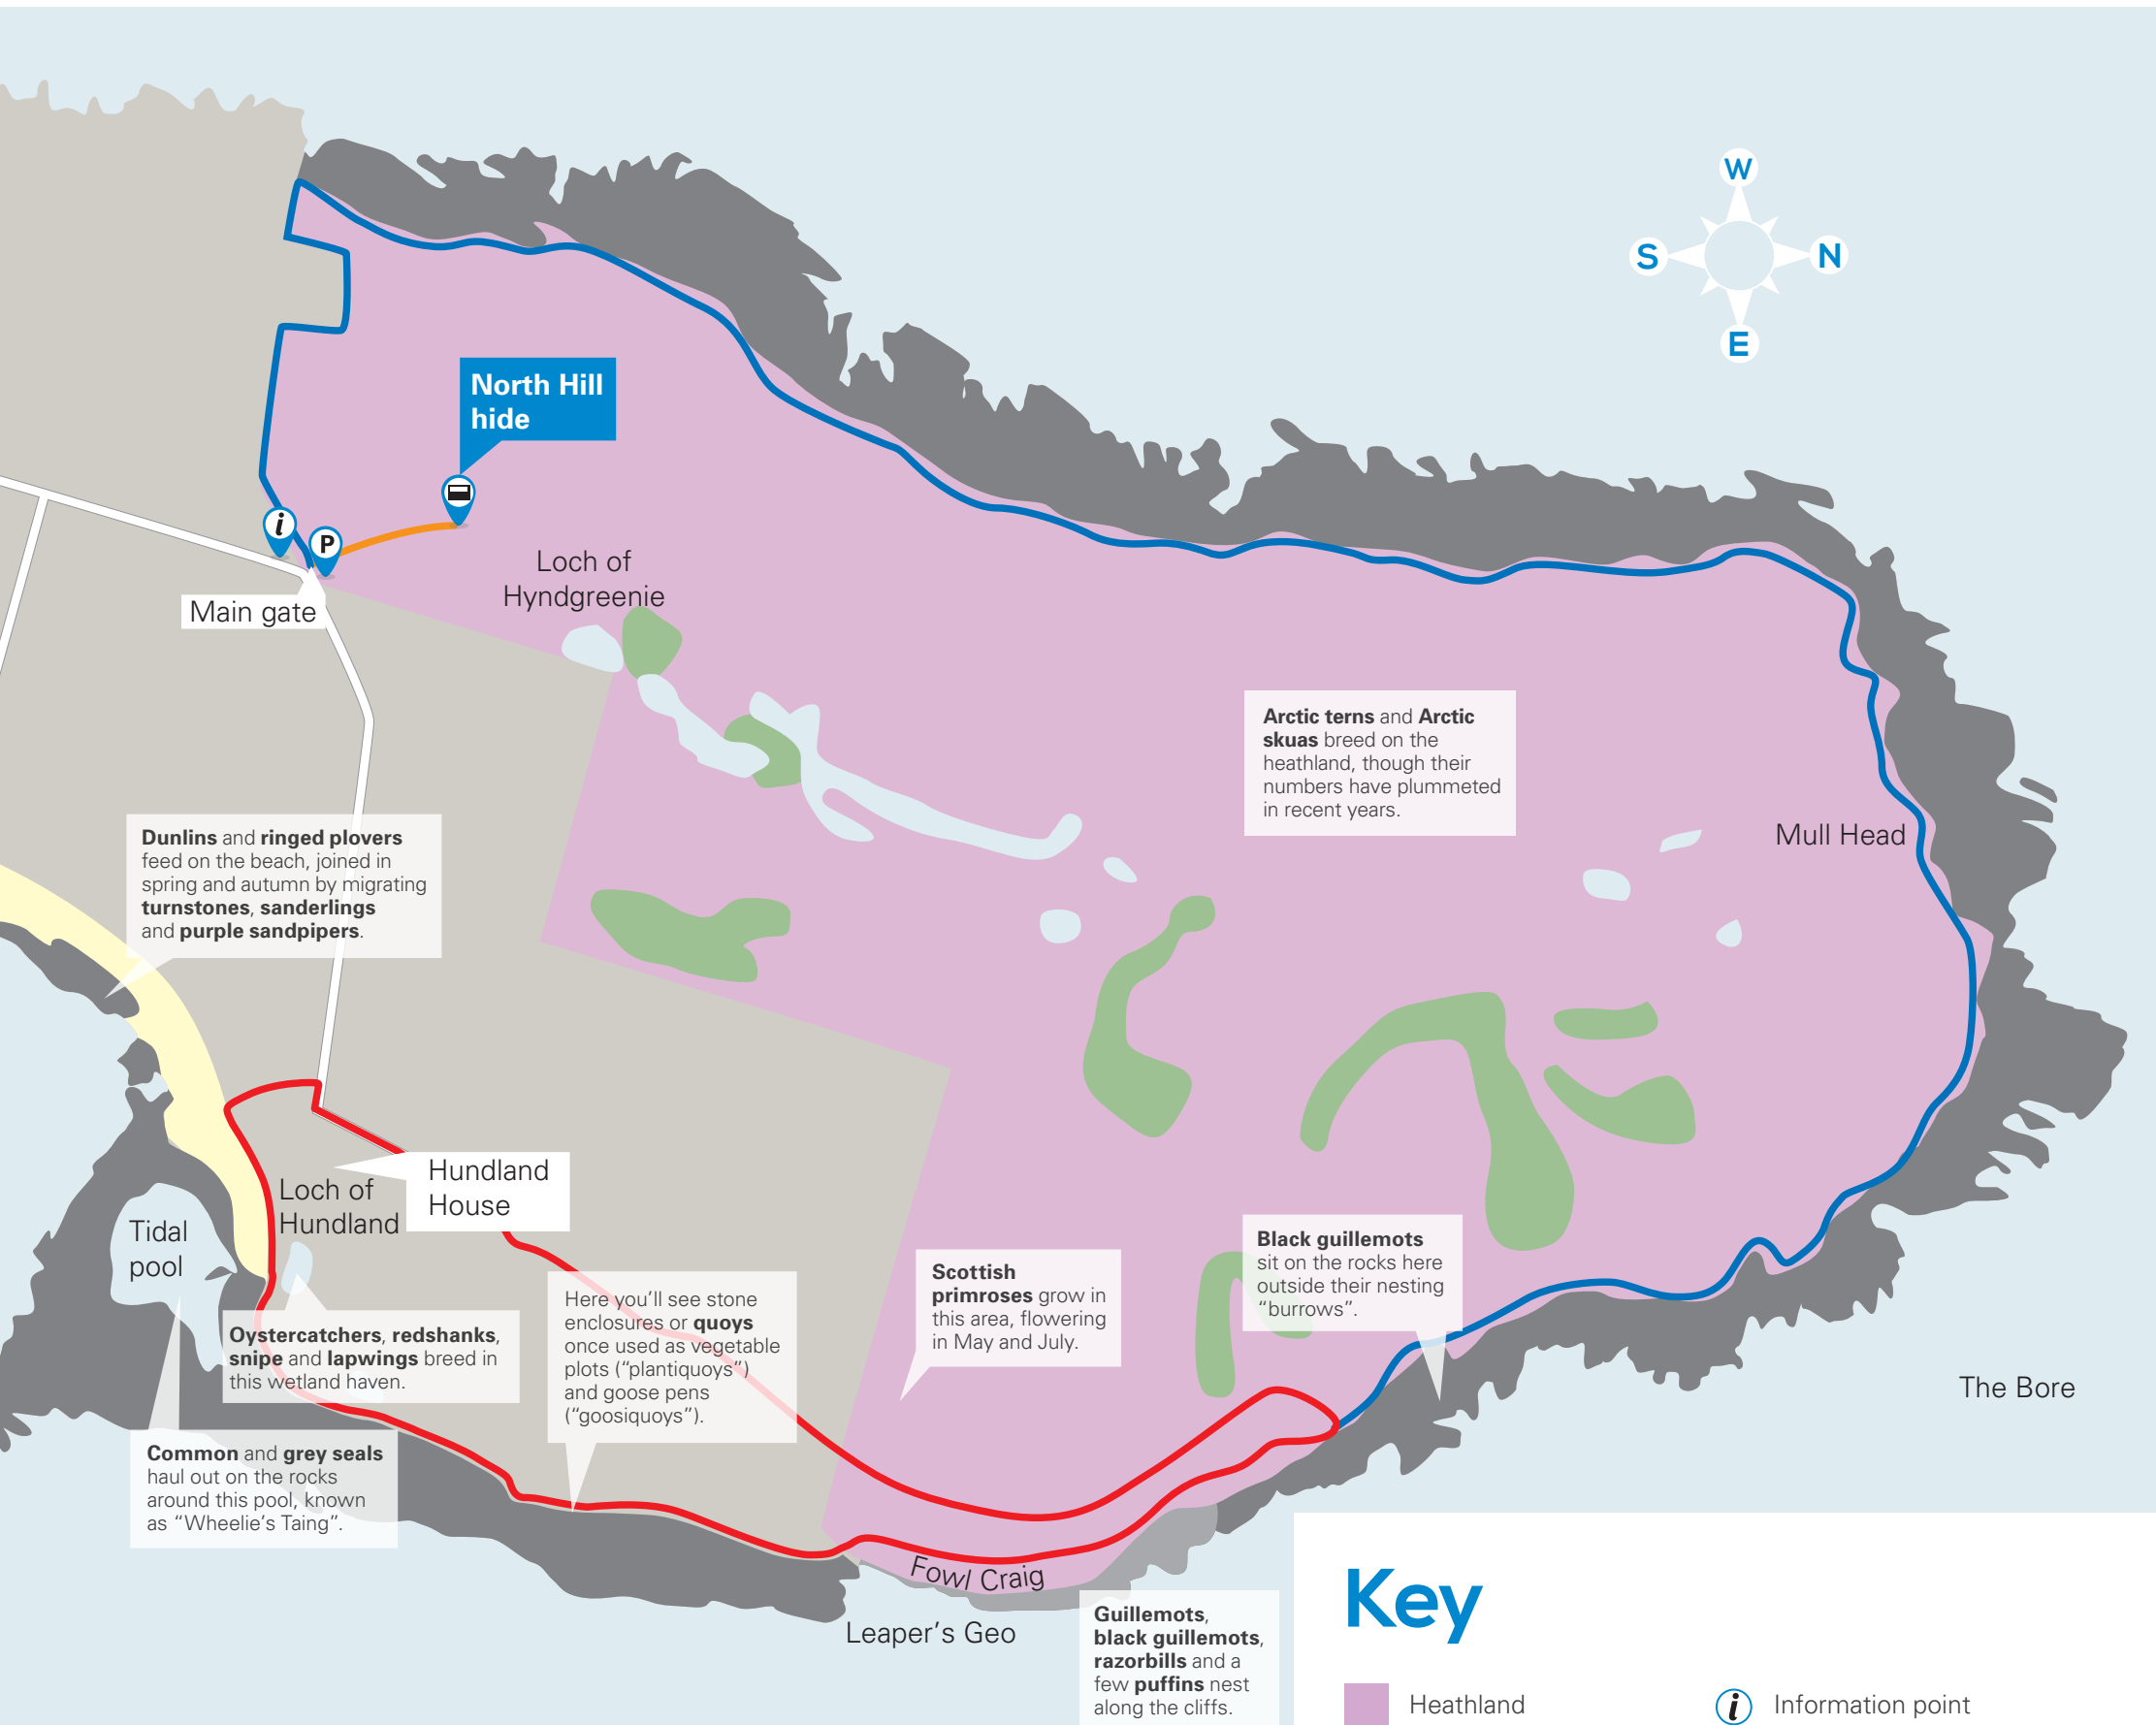 W
S
N
E
North Hill
hide
i
P
Main gate
Loch of
Hyndgreenie
Arctic terns and Arctic
skuas breed on the
heathland, though their
numbers have plummeted
in recent years.
Mull Head
Dunlins and ringed plovers
feed on the beach, joined in
spring and autumn by migrating
turnstones, sanderlings
and purple sandpipers.
Hundland
House
Loch of
Hundland
Tidal
pool
Oystercatchers, redshanks,
snipe and lapwings breed in
this wetland haven.
Here you’ll see stone
enclosures or quoys
once used as vegetable
plots (“plantiquoys”)
and goose pens
(“goosiquoys”).
Scottish
primroses grow in
this area, flowering
in May and July.
Black guillemots
sit on the rocks here
outside their nesting
“burrows”.
The Bore
Common and grey seals
haul out on the rocks
around this pool, known
as “Wheelie’s Taing”.
Fowl Craig
Leaper’s Geo
Guillemots,
black guillemots,
razorbills and a
few puffins nest
along the cliffs.
Key
Heathland
i
Information point